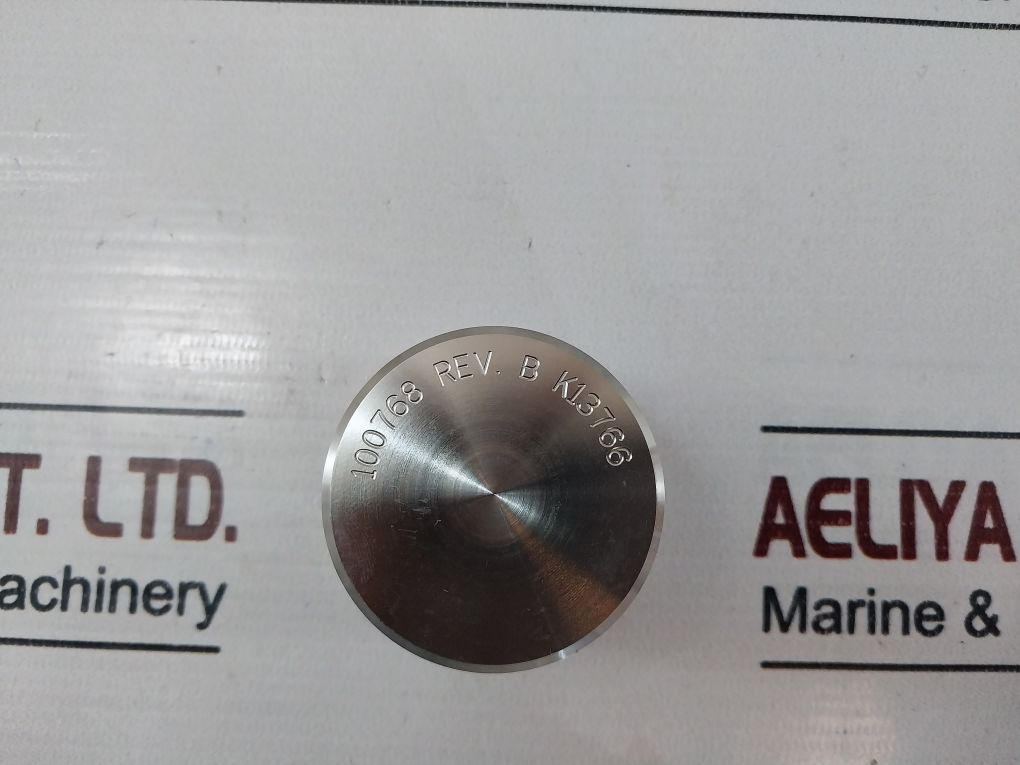 100768 REV. B K13766
T. LTD.
achinery
AELIYA
Marine &